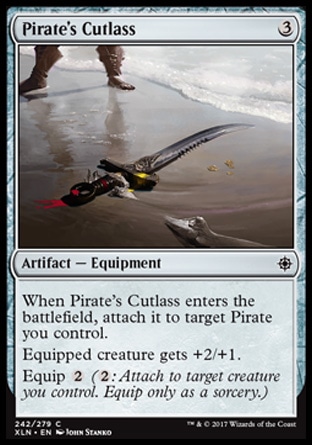 Pirate's Cutlass 3
Artifact — Equipment
When Pirate's Cutlass enters the
battlefield, attach it to target Pirate
you control.
Equipped creature gets +2/+1.
Equip 2 (2: Attach to target creature
you control. Equip only as a sorcery.)
242/279 C
XLN • EN John Stanko
™ & © 2017 Wizards of the Coast